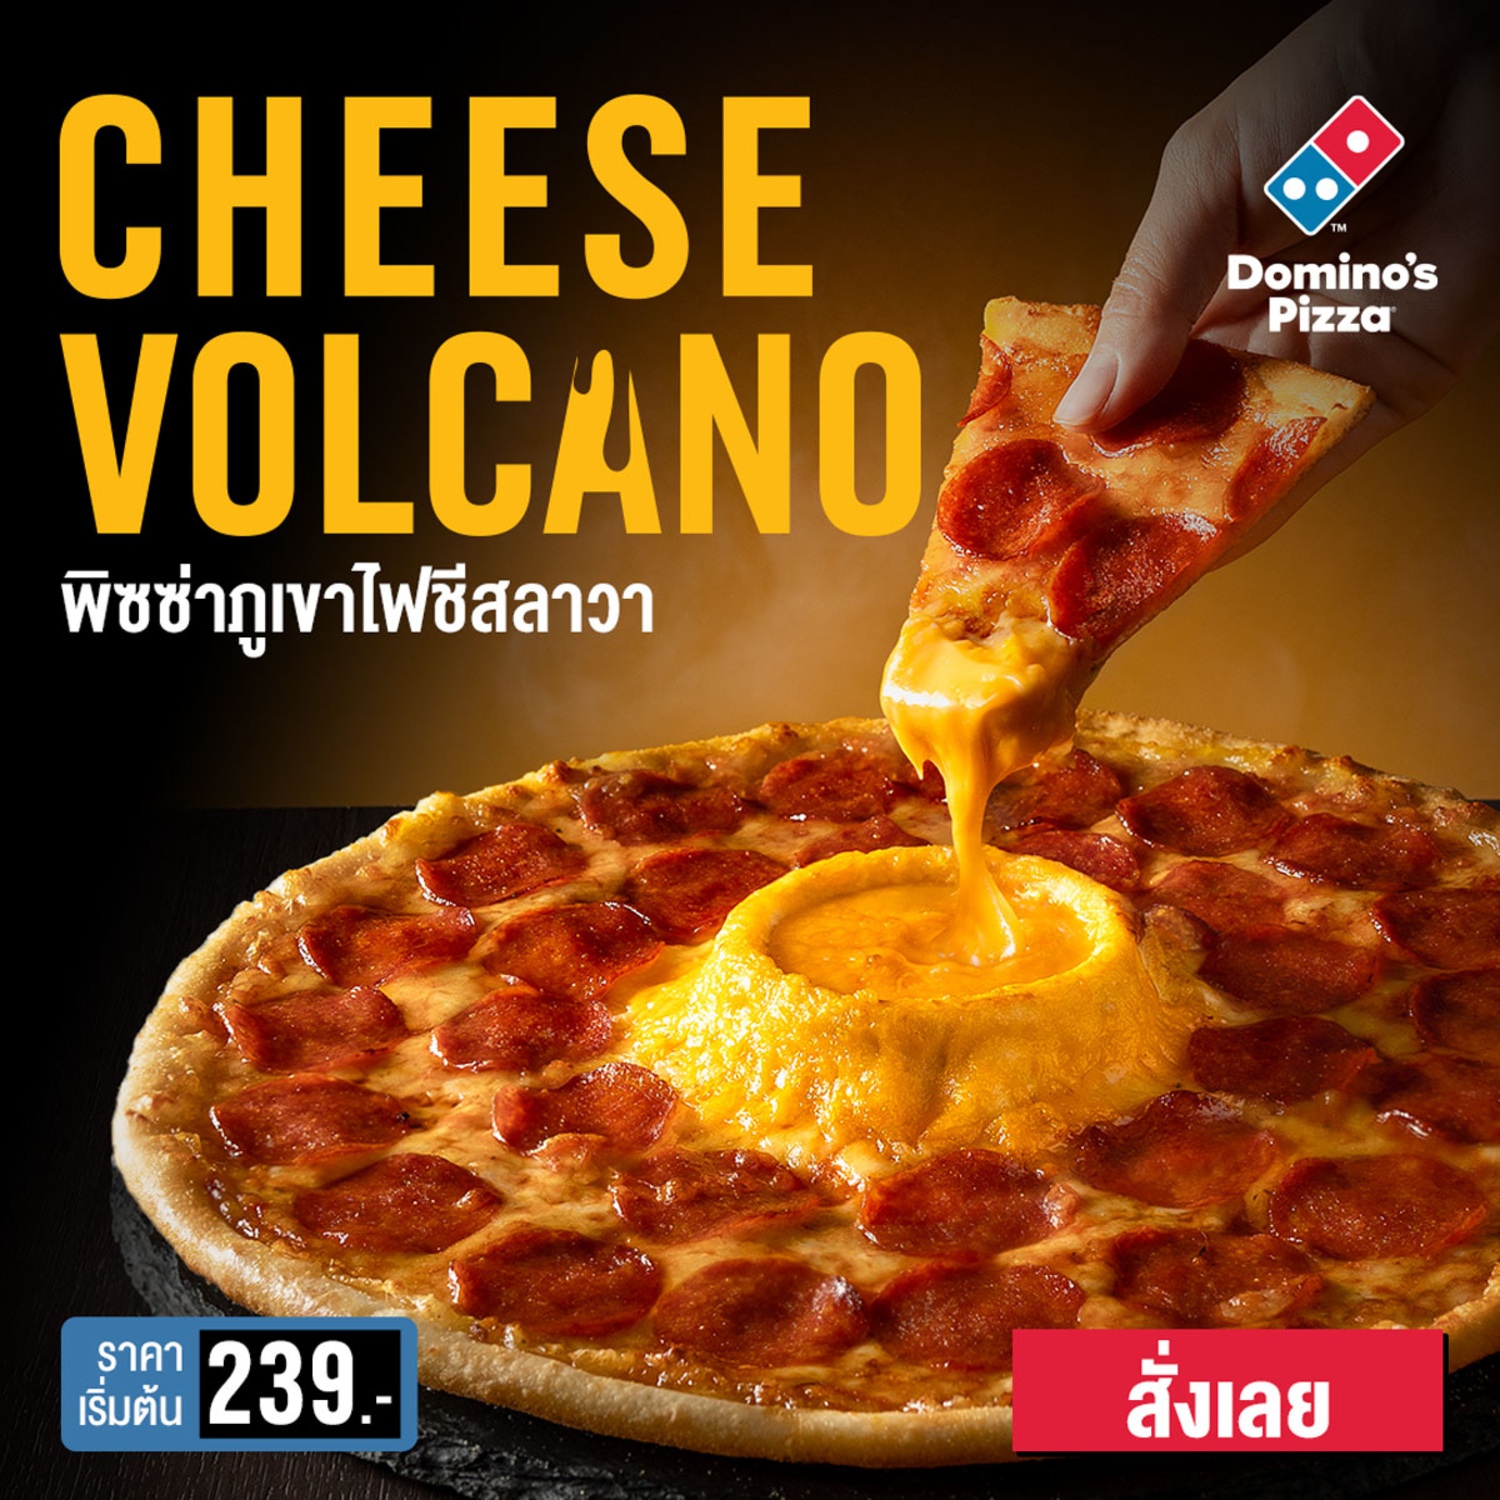 CHEESE
VOLCANO
พิซซ่าภูเขาไฟชีสลาวา
Domino's
Pizza
ราคา
เริ่มต้น
239.-
สั่งเลย